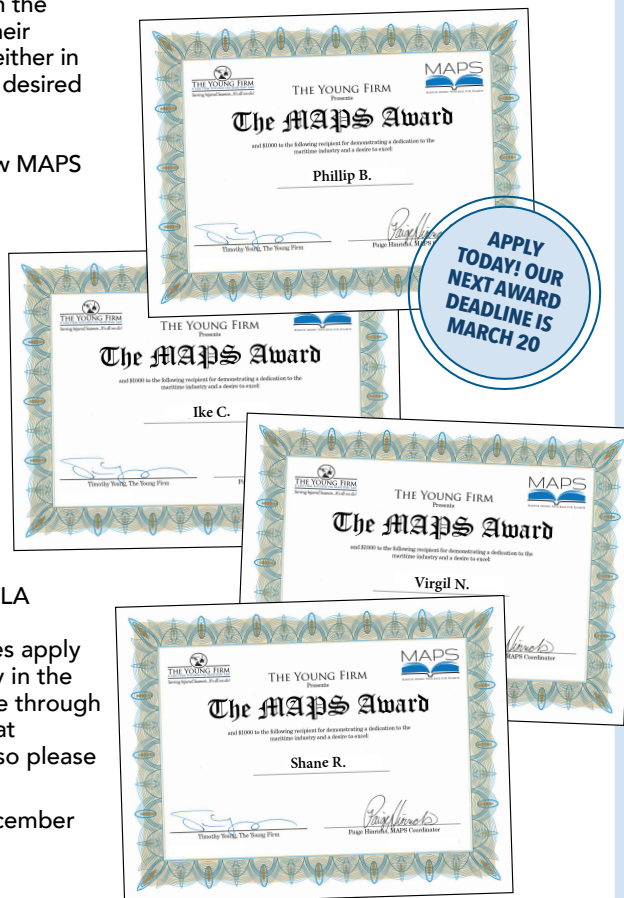 n the
heir
either in
desired
w MAPS
THE YOUNG FIRM
MAPS
THE YOUNG FIRM
Presents
The MAPS Award
and $1000 to the following recipient for demonstrating a dedication to the
maritime industry and a desire to excel:
Phillip B.
Timothy Young, The Young Firm
Paige Hinrichs, MAPS
APPLY
TODAY! OUR
NEXT AWARD
DEADLINE IS
MARCH 20
THE YOUNG FIRM
THE YOUNG FIRM
Presents
The MAPS Award
and $1000 to the following recipient for demonstrating a dedication to the
maritime industry and a desire to excel:
Ike C.
Timothy Young, The Young Firm
THE YOUNG FIRM
MAPS
THE YOUNG FIRM
Presents
The MAPS Award
and $1000 to the following recipient for demonstrating a dedication to the
maritime industry and a desire to excel:
Virgil N.
MAPS Coordinator
LA
es apply
y in the
e through
at
so please
cember
THE YOUNG FIRM
MAPS
THE YOUNG FIRM
Presents
The MAPS Award
and $1000 to the following recipient for demonstrating a dedication to the
maritime industry and a desire to excel:
Shane R.
Timothy Young, The Young Firm
Paige Hinrichs, MAPS Coordinator